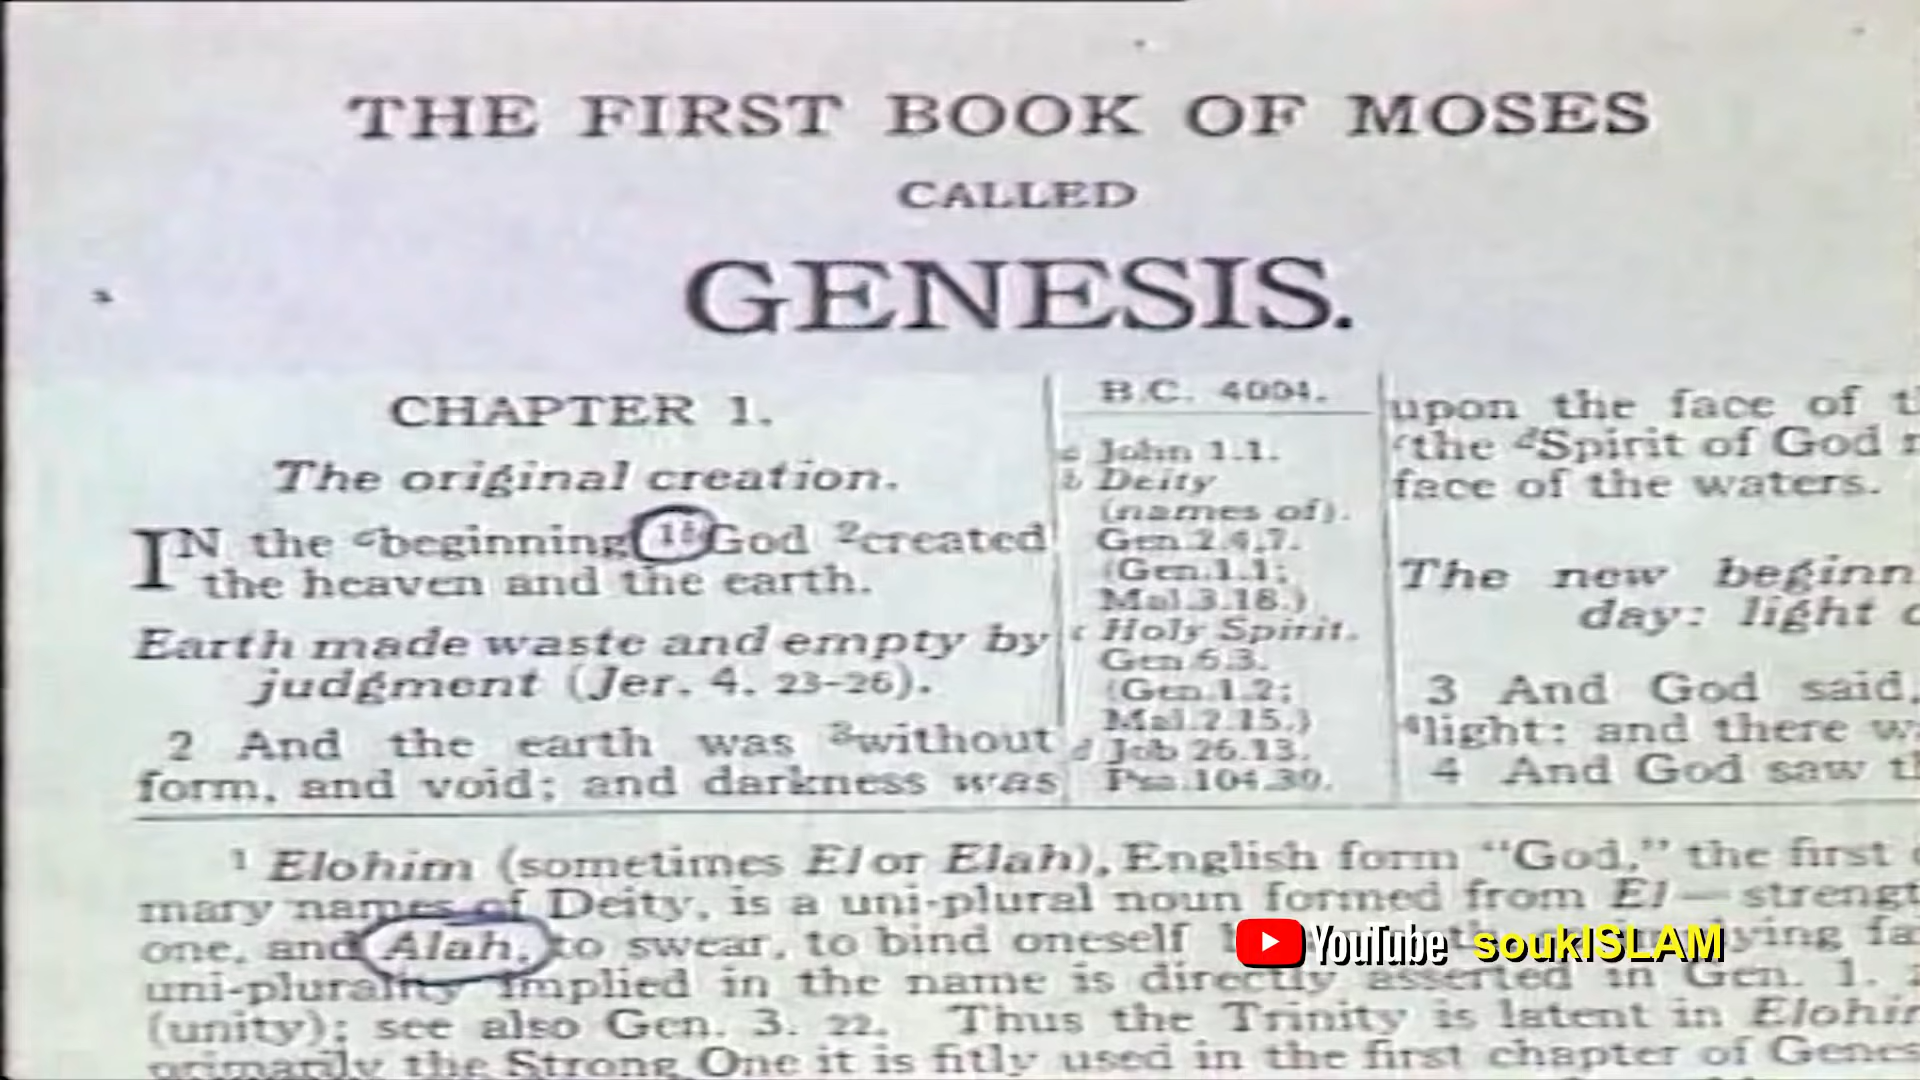 THE FIRST BOOK OF MOSES
CALLED
GENESIS.
CHAPTER 1.
The original creation.
IN the beginning God ²created
the heaven and the earth.
Earth made waste and empty by
judgment (Jer. 4. 23-26).
2 And the earth was ³without
form, and void; and darkness was
B.C. 4004.
a John 1.1.
b Deity
(names of).
Gen.2.4,7.
(Gen.1.1;
Mal.3.18.)
c Holy Spirit.
Gen.6.3.
(Gen.1.2;
Mal.2.15.)
d Job 26.13.
Psa.104.30.
upon the face of
the Spirit of God
face of the waters.
The new
day: light
3 And God said,
light: and there
4 And God saw
¹ Elohim (sometimes El or Elah), English form "God," the first
mary names of Deity, is a uni-plural noun formed from El—
one, and Alah, to swear, to bind oneself
uni-plurality implied in the name is directly asserted in Gen. 1.
(unity); see also Gen. 3. 22. Thus the Trinity is latent in
primarily the Strong One it is fitly used in the first chapter of
YouTube soukISLAM